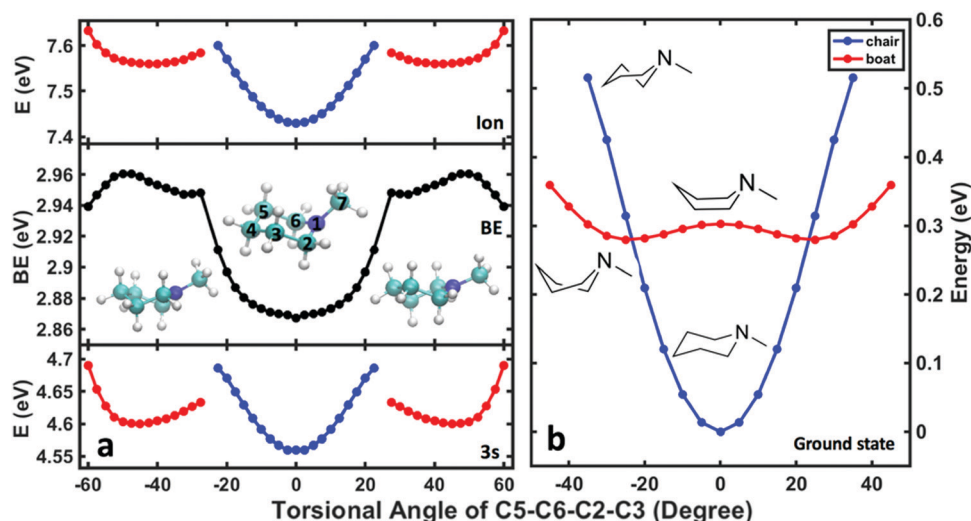 7.6
7.5
7.4
E (eV)
Ion
2.96
2.94
2.92
2.9
2.88
2.86
BE (eV)
BE
5
4
3
6
2
1
7
4.7
4.65
4.6
4.55
E (eV)
a
3s
-60 -40 -20 0 20 40 60
chair
boat
N
N
N
N
0.6
0.5
0.4
0.3
0.2
0.1
0
Energy (eV)
b
Ground state
-40 -20 0 20 40
Torsional Angle of C5-C6-C2-C3 (Degree)